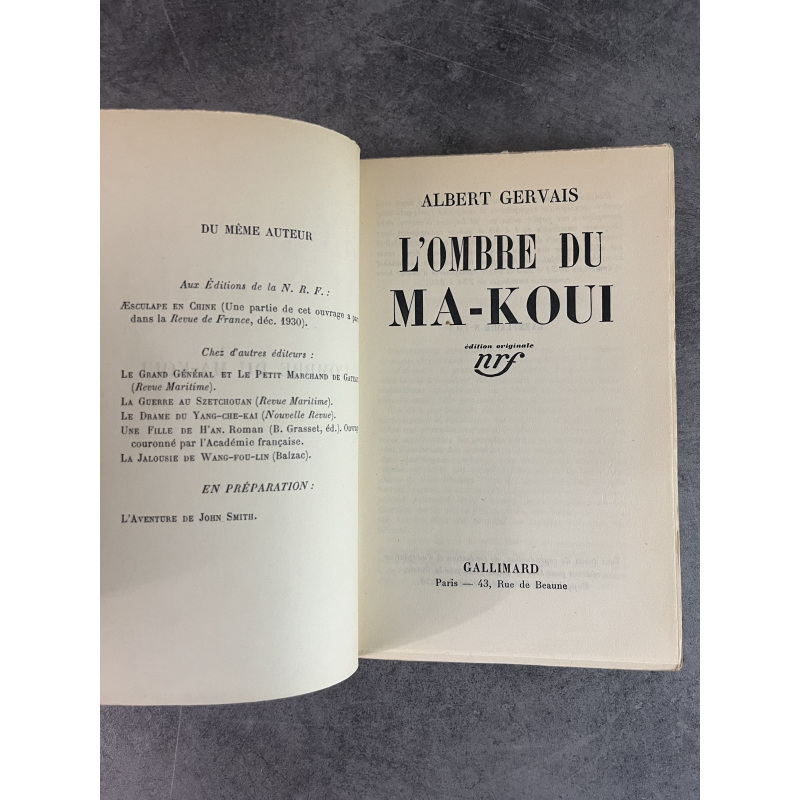 DU MÊME AUTEUR
Aux Éditions de la N. R. F. :
ÆSCULAPE EN CHINE (Une partie de cet ouvrage a
dans la Revue de France, déc. 1930).
Chez d'autres éditeurs :
LE GRAND GÉNÉRAL ET LE PETIT MARCHAND DE
(Revue Maritime).
LA GUERRE AU SZETCHOUAN (Revue Maritime).
LE DRAME DU YANG-CHE-KAI (Nouvelle Revue).
UNE FILLE DE H'AN. Roman (B. Grasset, éd.).
couronné par l'Académie française.
LA JALOUSIE DE WANG-FOU-LIN (Balzac).
EN PRÉPARATION :
L'AVENTURE DE JOHN SMITH.
ALBERT GERVAIS
L'OMBRE DU
MA-KOUI
édition originale
nrf
GALLIMARD
Paris — 43, Rue de Beaune